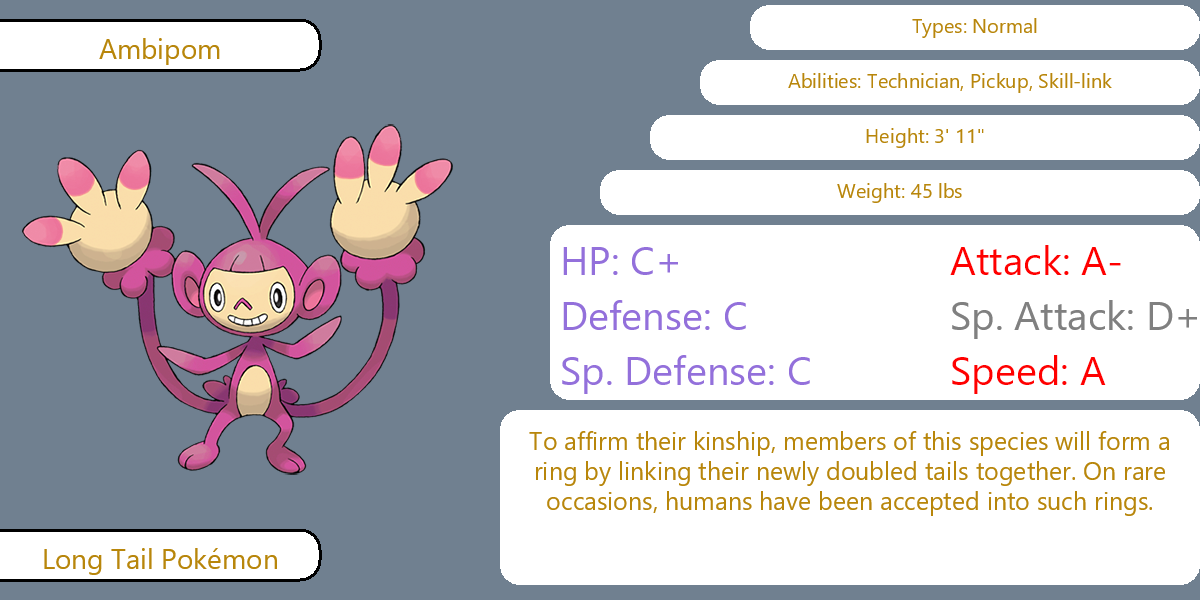 Ambipom
Types: Normal
Abilities: Technician, Pickup, Skill-link
Height: 3' 11"
Weight: 45 lbs
HP: C+
Attack: A-
Defense: C
Sp. Attack: D+
Sp. Defense: C
Speed: A
To affirm their kinship, members of this species will form a
ring by linking their newly doubled tails together. On rare
occasions, humans have been accepted into such rings.
Long Tail Pokémon